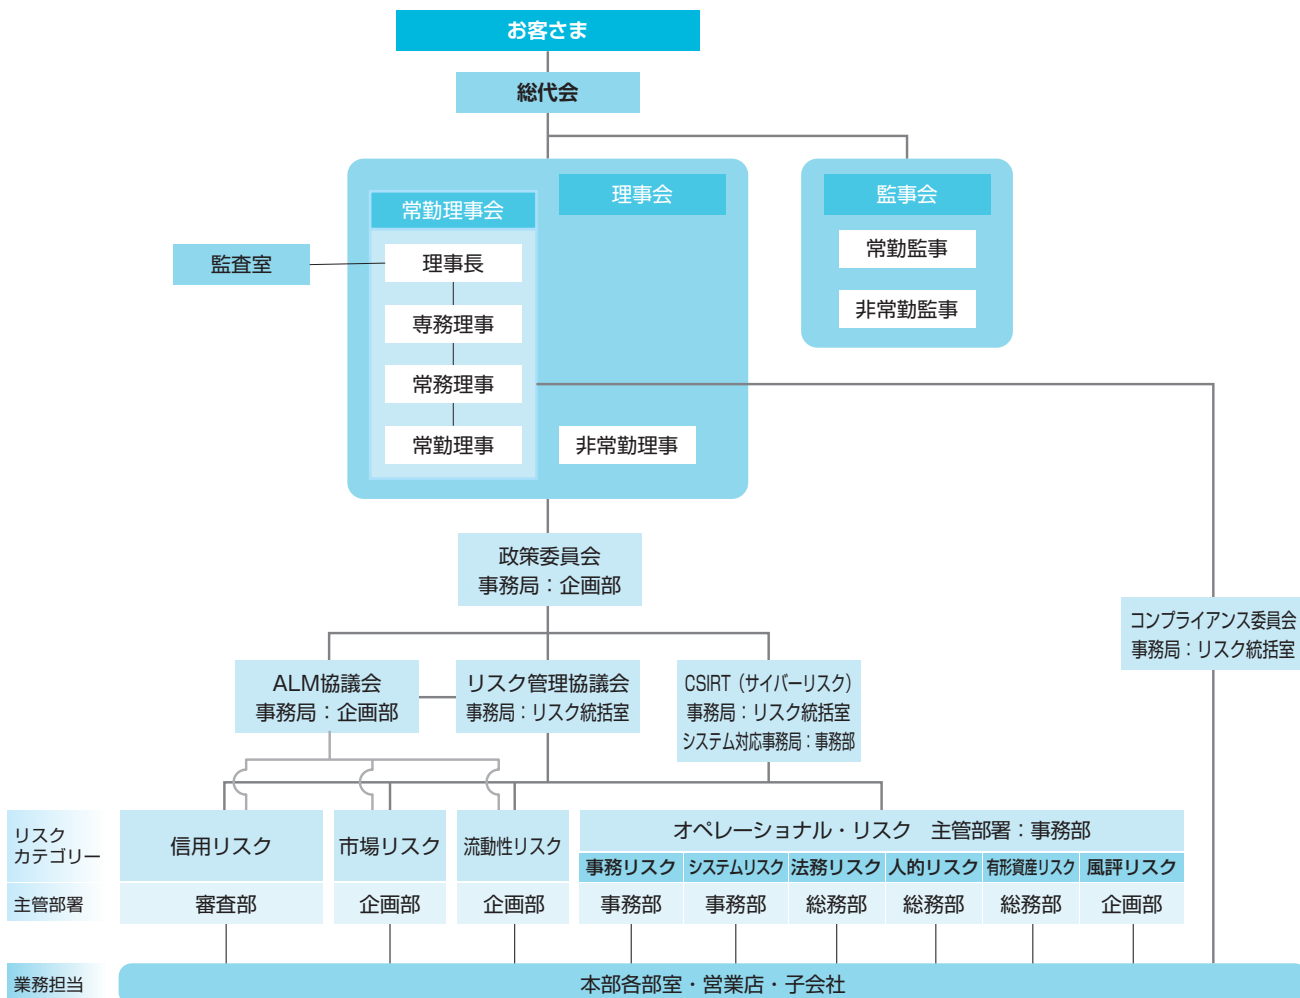 お客さま
総代会
理事会
監事会
常勤理事会
常勤監事
監査室
理事長
非常勤監事
専務理事
常務理事
常勤理事
非常勤理事
政策委員会
事務局：企画部
コンプライアンス委員会
事務局：リスク統括室
ALM協議会
事務局：企画部
リスク管理協議会
事務局：リスク統括室
CSIRT（サイバーリスク）
事務局：リスク統括室
システム対応事務局：事務部
リスク
カテゴリー
信用リスク
市場リスク
流動性リスク
オペレーショナル・リスク　主管部署：事務部
事務リスク
システムリスク
法務リスク
人的リスク
有形資産リスク
風評リスク
主管部署
審査部
企画部
企画部
事務部
事務部
総務部
総務部
総務部
企画部
業務担当
本部各部室・営業店・子会社